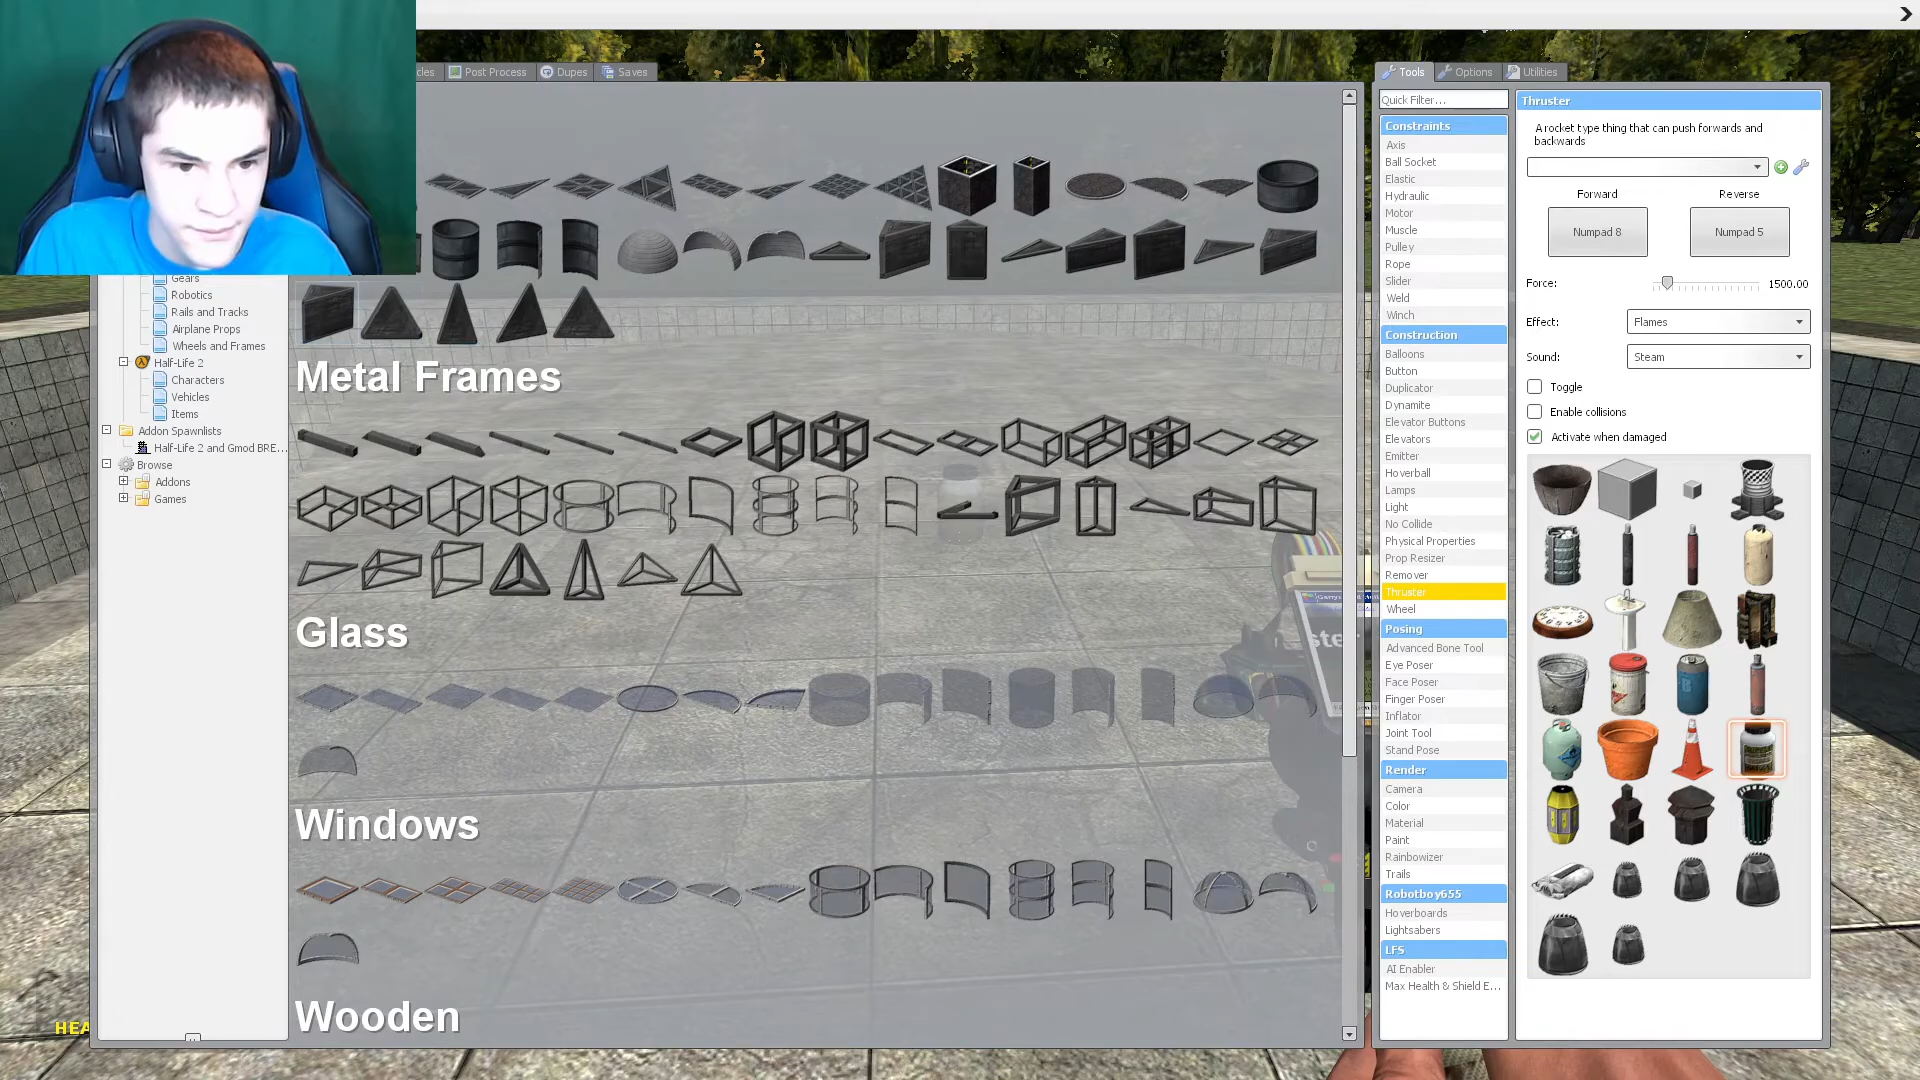 cles
Post Process
Dupes
Saves
Tools
Options
Utilities
Quick Filter...
Constraints
Axis
Ball Socket
Elastic
Hydraulic
Motor
Muscle
Pulley
Rope
Slider
Weld
Winch
Construction
Balloons
Button
Duplicator
Dynamite
Elevator Buttons
Elevators
Emitter
Hoverball
Lamps
Light
No Collide
Physical Properties
Prop Resizer
Remover
Thruster
Wheel
Posing
Advanced Bone Tool
Eye Poser
Face Poser
Finger Poser
Inflator
Joint Tool
Stand Pose
Render
Camera
Color
Material
Paint
Rainbowizer
Trails
Robotboy655
Hoverboards
Lightsabers
LFS
AI Enabler
Max Health & Shield E...
Thruster
A rocket type thing that can push forwards and
backwards
Forward
Reverse
Numpad 8
Numpad 5
Force:
1500.00
Effect:
Flames
Sound:
Steam
Toggle
Enable collisions
Activate when damaged
Gears
Robotics
Rails and Tracks
Airplane Props
Wheels and Frames
Half-Life 2
Characters
Vehicles
Items
Addon Spawnlists
Half-Life 2 and Gmod BRE...
Browse
Addons
Games
Metal Frames
Glass
Windows
Wooden
HEA